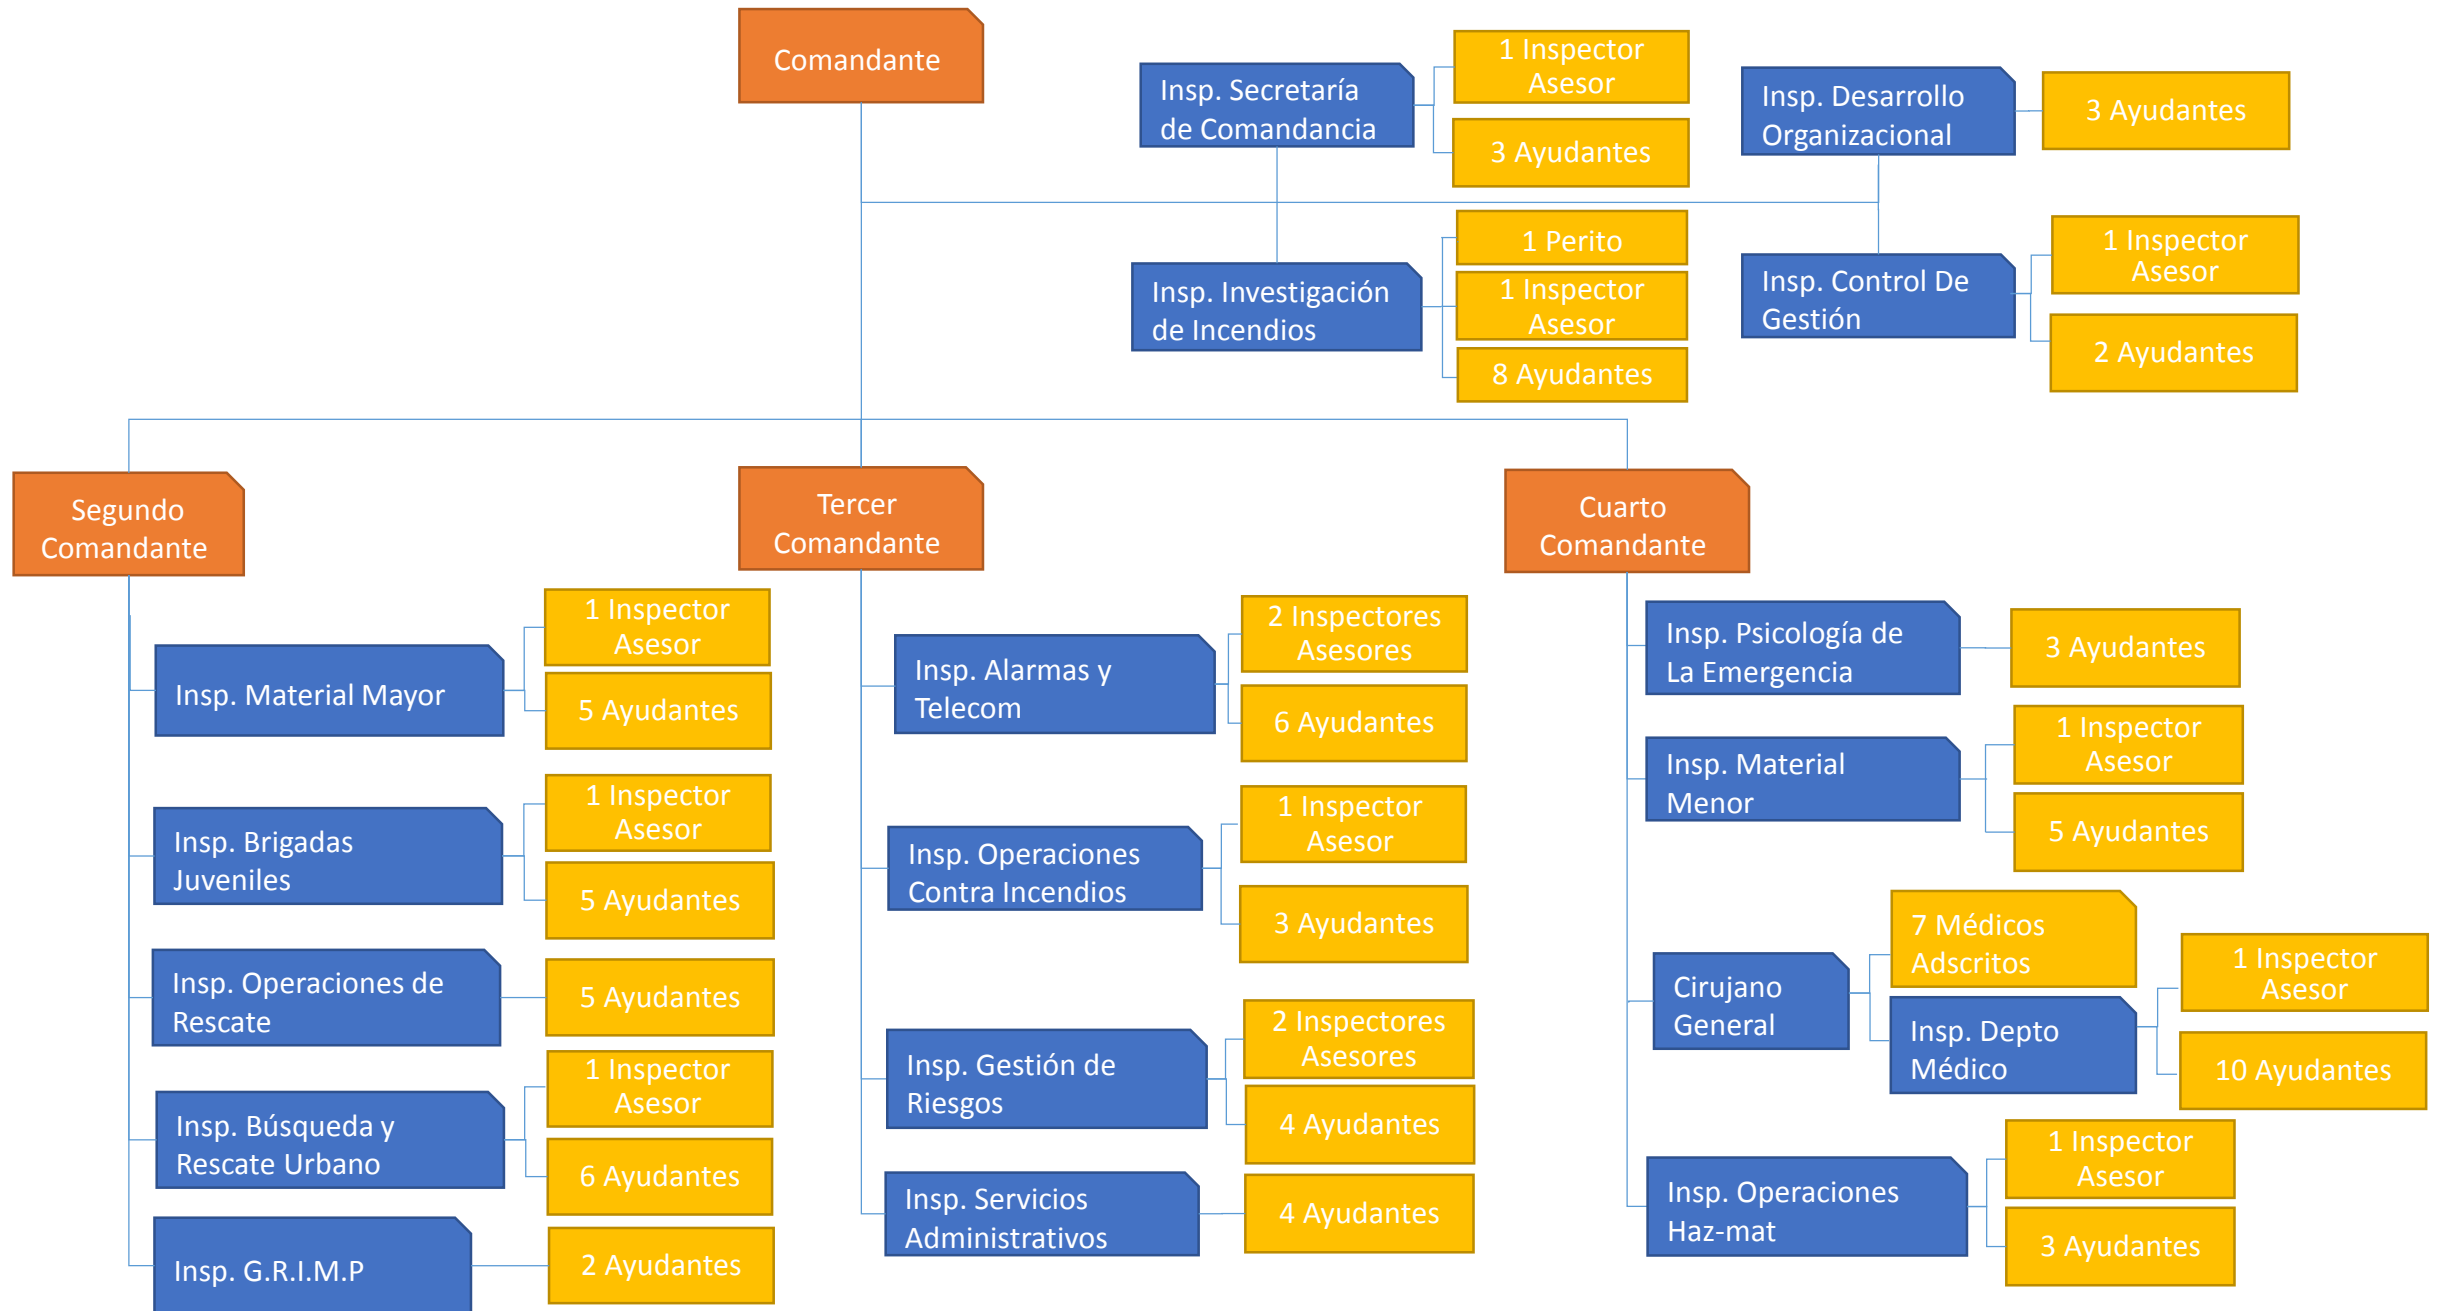 Comandante
Insp. Secretaría
de Comandancia
1 Inspector
Asesor
3 Ayudantes
Insp. Desarrollo
Organizacional
3 Ayudantes
Insp. Investigación
de Incendios
1 Perito
1 Inspector
Asesor
8 Ayudantes
Insp. Control De
Gestión
1 Inspector
Asesor
2 Ayudantes
Segundo
Comandante
Insp. Material Mayor
1 Inspector
Asesor
5 Ayudantes
Insp. Brigadas
Juveniles
1 Inspector
Asesor
5 Ayudantes
Insp. Operaciones de
Rescate
5 Ayudantes
Insp. Búsqueda y
Rescate Urbano
1 Inspector
Asesor
6 Ayudantes
Insp. G.R.I.M.P
2 Ayudantes
Tercer
Comandante
Insp. Alarmas y
Telecom
2 Inspectores
Asesores
6 Ayudantes
Insp. Operaciones
Contra Incendios
1 Inspector
Asesor
3 Ayudantes
Insp. Gestión de
Riesgos
2 Inspectores
Asesores
4 Ayudantes
Insp. Servicios
Administrativos
4 Ayudantes
Cuarto
Comandante
Insp. Psicología de
La Emergencia
3 Ayudantes
Insp. Material
Menor
1 Inspector
Asesor
5 Ayudantes
Cirujano
General
7 Médicos
Adscritos
Insp. Depto
Médico
1 Inspector
Asesor
10 Ayudantes
Insp. Operaciones
Haz-mat
1 Inspector
Asesor
3 Ayudantes